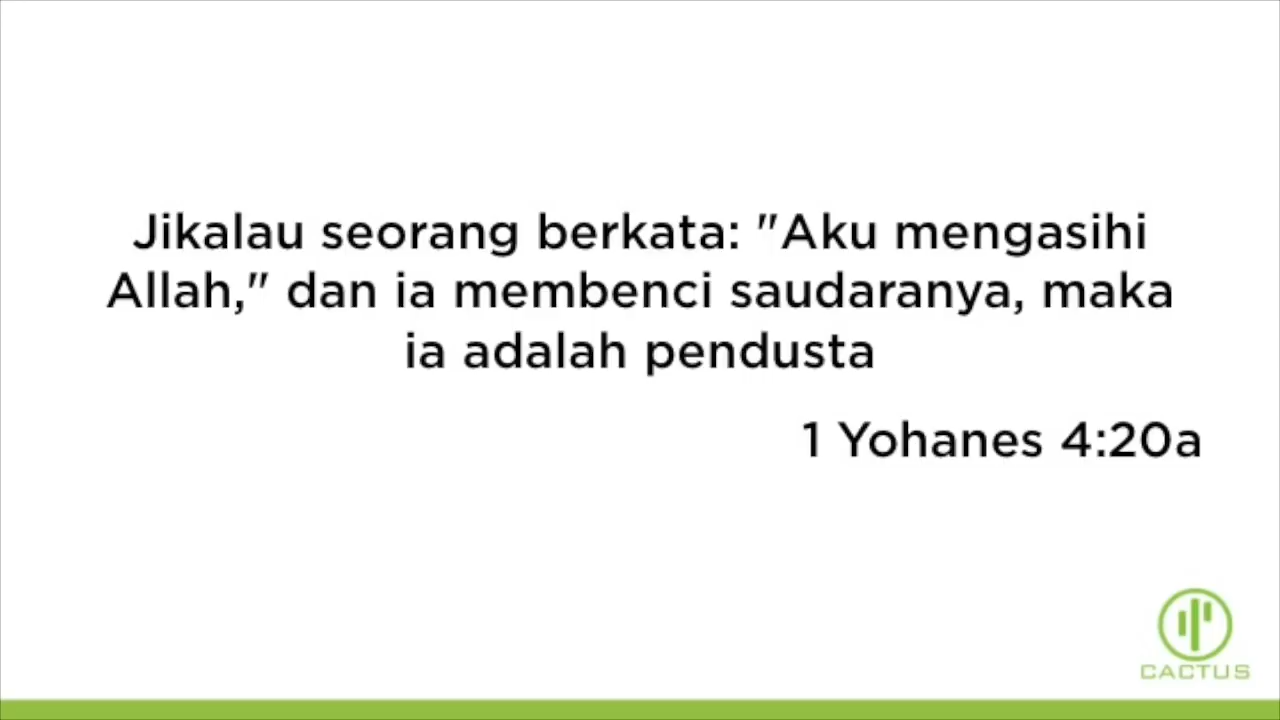 Jikalau seorang berkata: "Aku mengasihi
Allah," dan ia membenci saudaranya, maka
ia adalah pendusta
1 Yohanes 4:20a
CACTUS